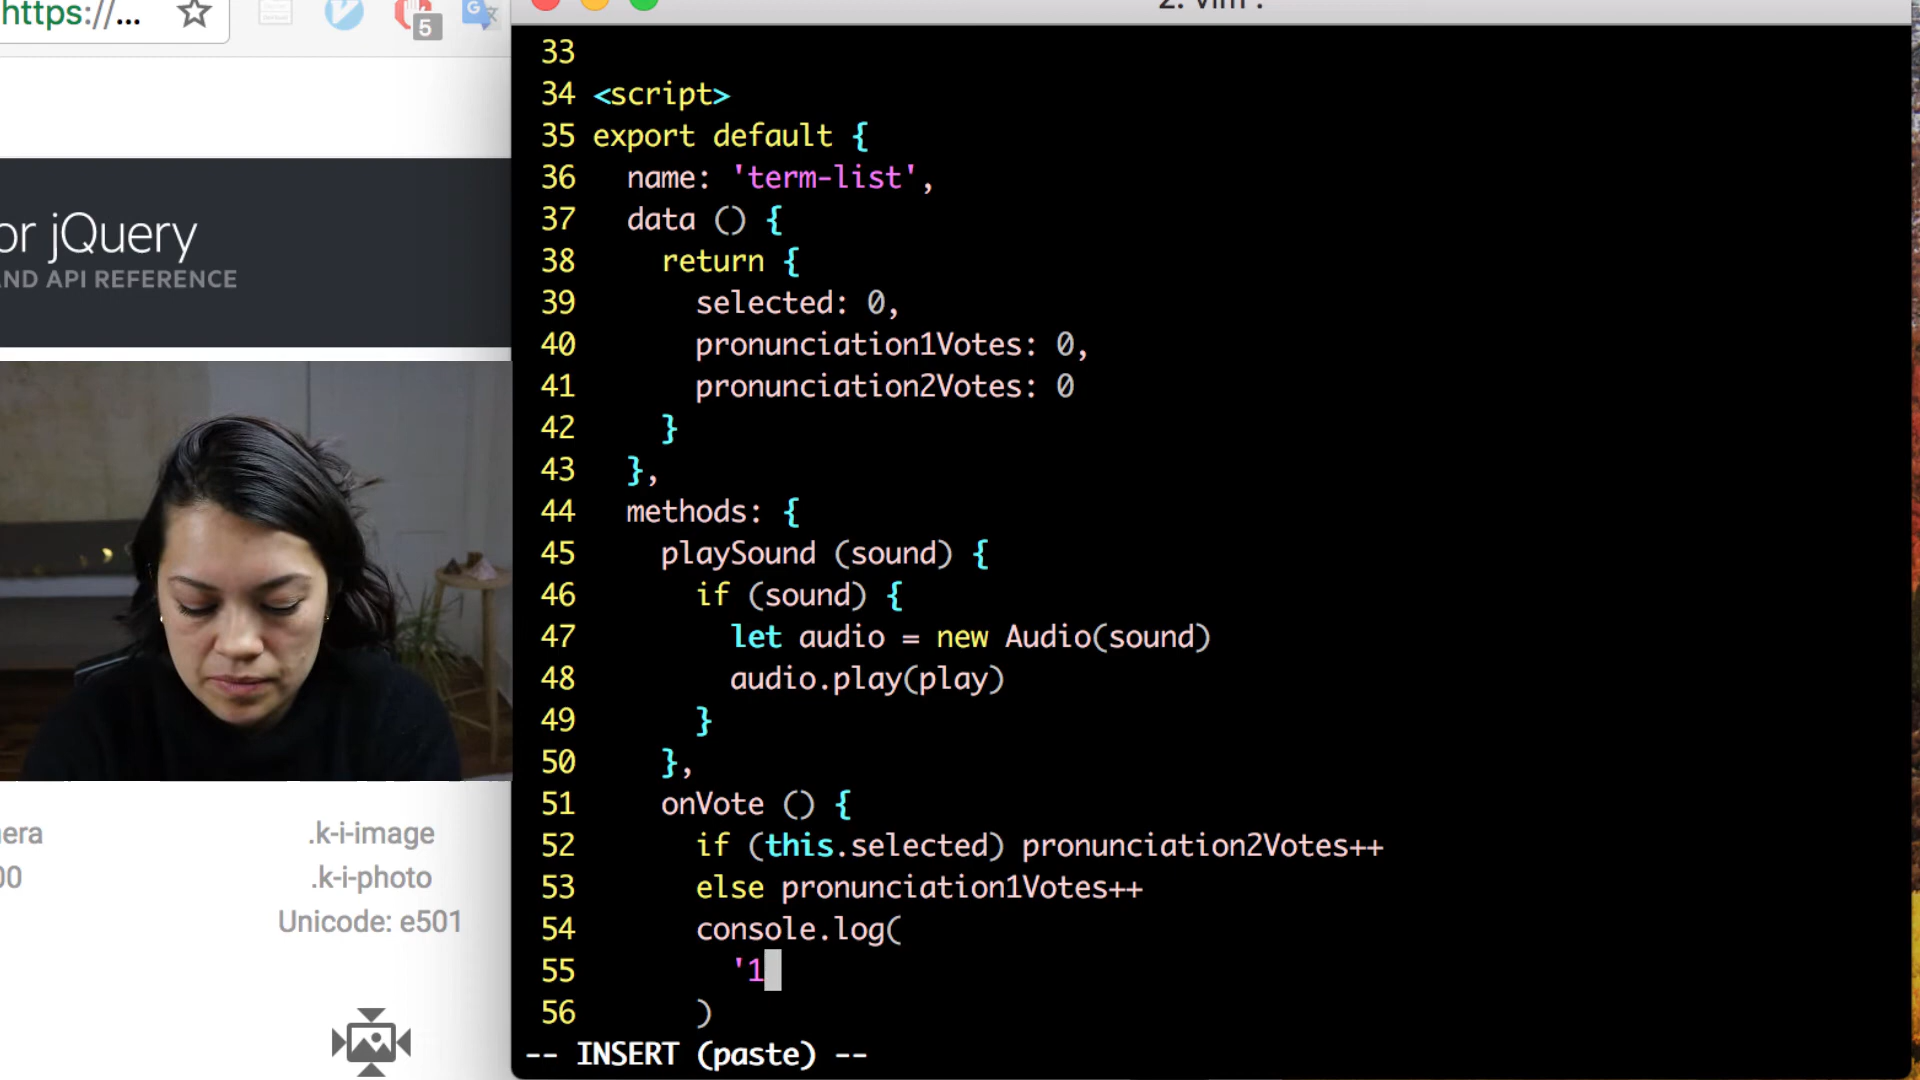 https://...
5
2. vim .
or jQuery
AND API REFERENCE
.k-i-image
.k-i-photo
Unicode: e501
33
34 <script>
35 export default {
36 name: 'term-list',
37 data () {
38 return {
39 selected: 0,
40 pronunciation1Votes: 0,
41 pronunciation2Votes: 0
42 }
43 },
44 methods: {
45 playSound (sound) {
46 if (sound) {
47 let audio = new Audio(sound)
48 audio.play(play)
49 }
50 },
51 onVote () {
52 if (this.selected) pronunciation2Votes++
53 else pronunciation1Votes++
54 console.log(
55 '1
56 )
-- INSERT (paste) --